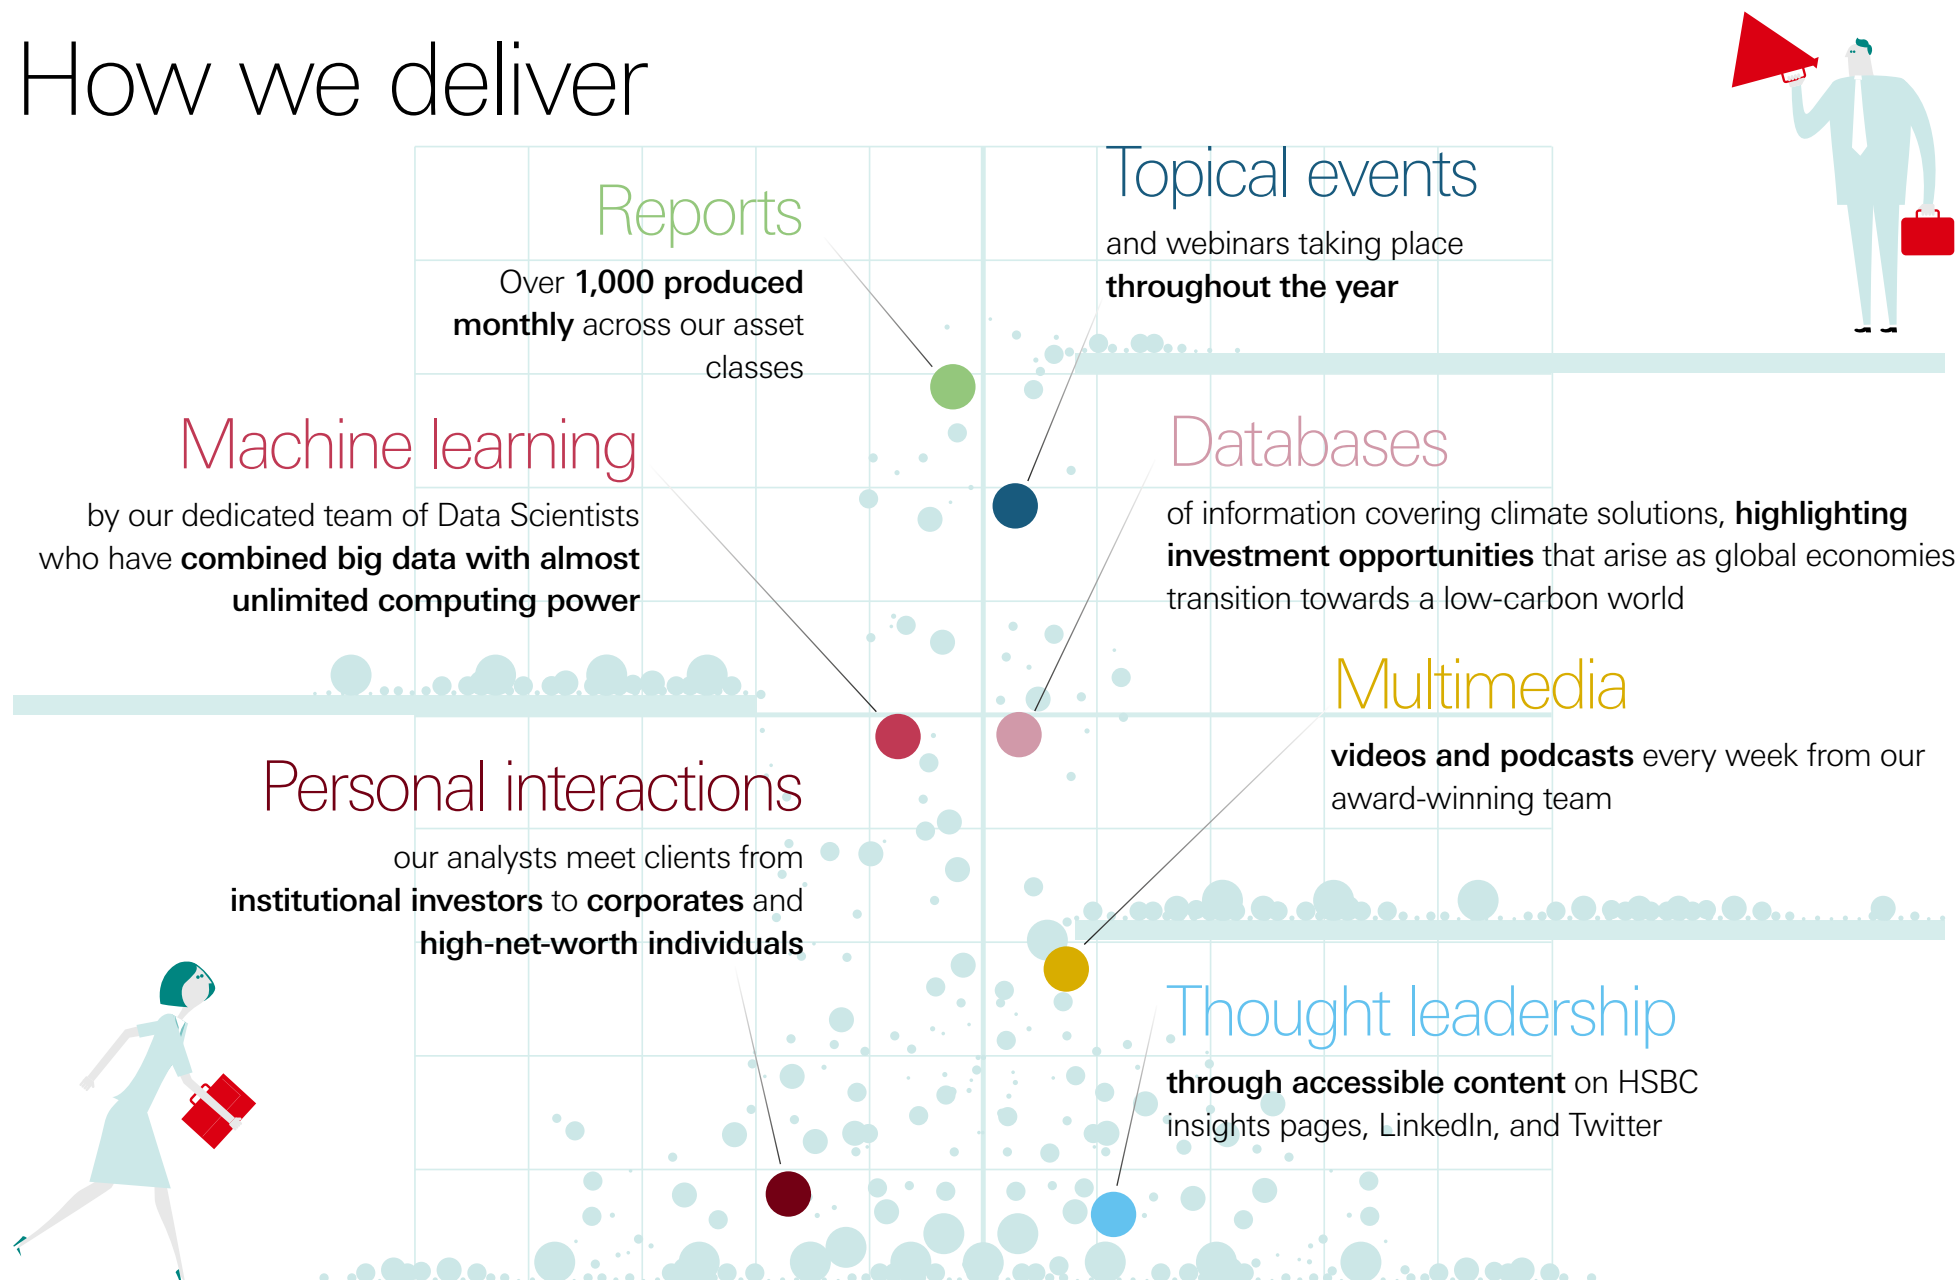 How we deliver
Reports
Over 1,000 produced
monthly across our asset
classes
Topical events
and webinars taking place
throughout the year
Machine learning
by our dedicated team of Data Scientists
who have combined big data with almost
unlimited computing power
Databases
of information covering climate solutions, highlighting
investment opportunities that arise as global economies
transition towards a low-carbon world
Multimedia
videos and podcasts every week from our
award-winning team
Personal interactions
our analysts meet clients from
institutional investors to corporates and
high-net-worth individuals
Thought leadership
through accessible content on HSBC
insights pages, LinkedIn, and Twitter